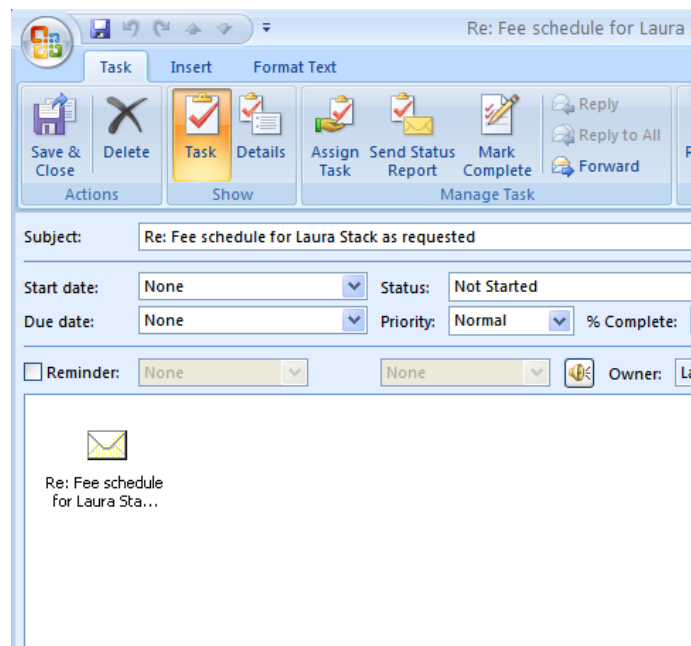 Re: Fee schedule for Laura
Task Insert Format Text
Save & Close Delete Task Details Assign Task Send Status Report Mark Complete
Reply
Reply to All
Forward
Actions Show Manage Task
Subject: Re: Fee schedule for Laura Stack as requested
Start date: None Status: Not Started
Due date: None Priority: Normal % Complete:
Reminder: None None Owner:
Re: Fee schedule
for Laura Sta...